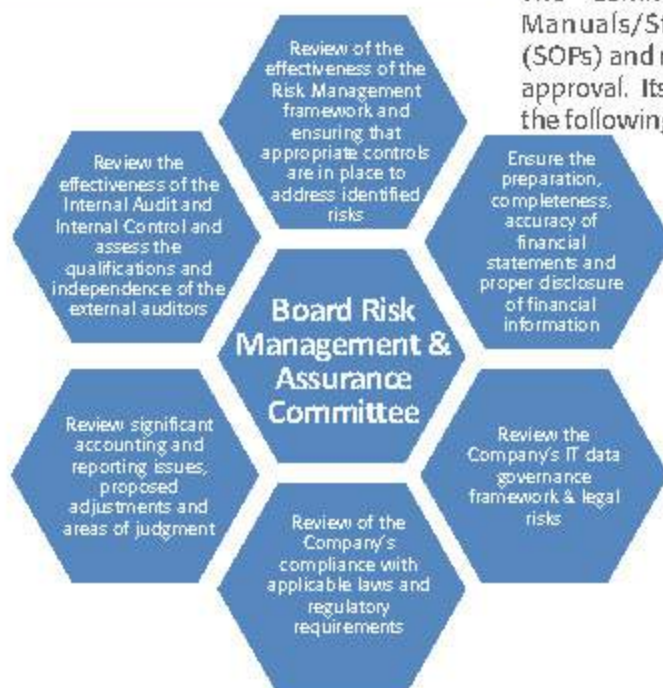 Manuals/S
(SOPs) and
approval. Its
the following
Review of the
effectiveness of the
Risk Management
framework and
ensuring that
appropriate controls
are in place to
address identified
risks
Ensure the
preparation,
completeness,
accuracy of
financial
statements and
proper disclosure
of financial
information
Review the
Company's IT data
governance
framework & legal
risks
Review of the
Company's
compliance with
applicable laws and
regulatory
requirements
Review significant
accounting and
reporting issues,
proposed
adjustments and
areas of judgment
Review the
effectiveness of the
Internal Audit and
Internal Control and
assess the
qualifications and
independence of the
external auditors
Board Risk
Management &
Assurance
Committee